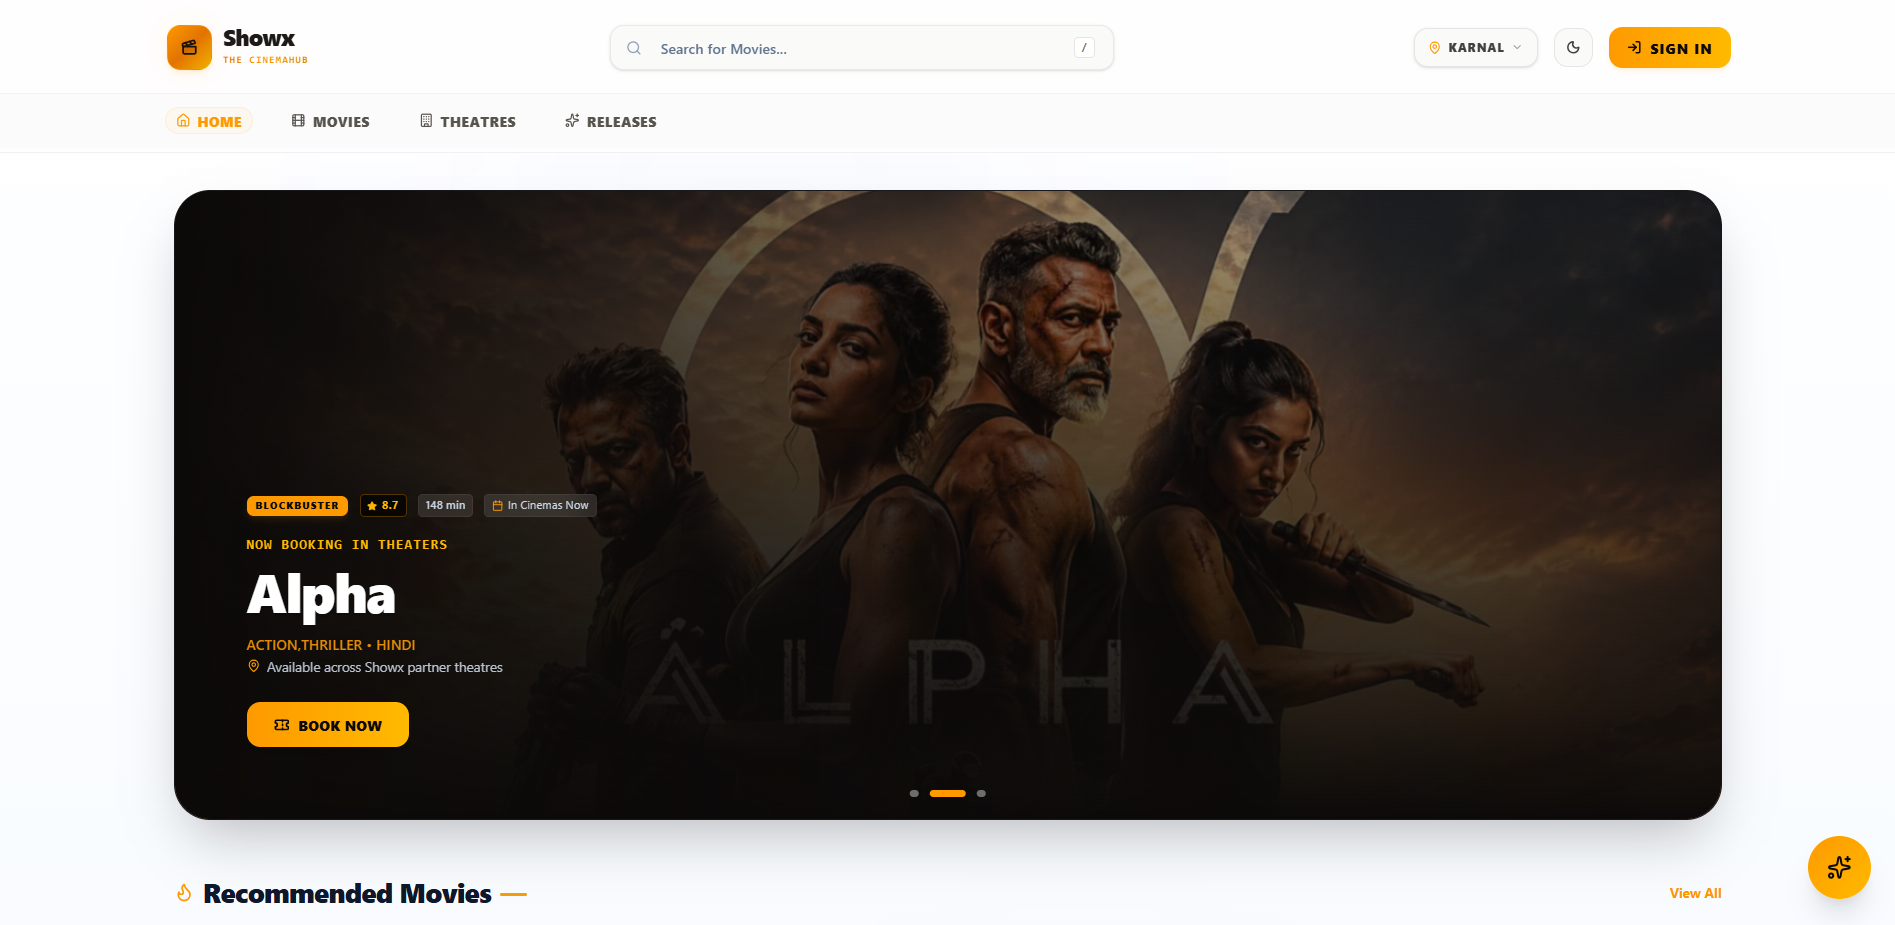 Showx
THE CINEMAHUB
Search for Movies...
/
KARNAL
SIGN IN
HOME
MOVIES
THEATRES
RELEASES
BLOCKBUSTER
8.7
148 min
In Cinemas Now
NOW BOOKING IN THEATERS
Alpha
ACTION,THRILLER • HINDI
Available across Showx partner theatres
ALPHA
BOOK NOW
Recommended Movies
View All